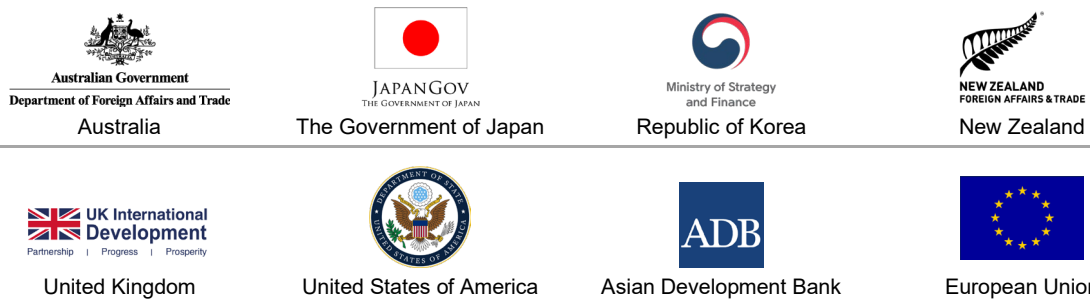 Australian Government
Department of Foreign Affairs and Trade
Australia
JAPANGOV
THE GOVERNMENT OF JAPAN
The Government of Japan
Ministry of Strategy
and Finance
Republic of Korea
NEW ZEALAND
FOREIGN AFFAIRS & TRADE
New Zealand
UK International
Development
Partnership | Progress | Prosperity
United Kingdom
DEPARTMENT OF STATE
UNITED STATES OF AMERICA
United States of America
ADB
Asian Development Bank
European Union